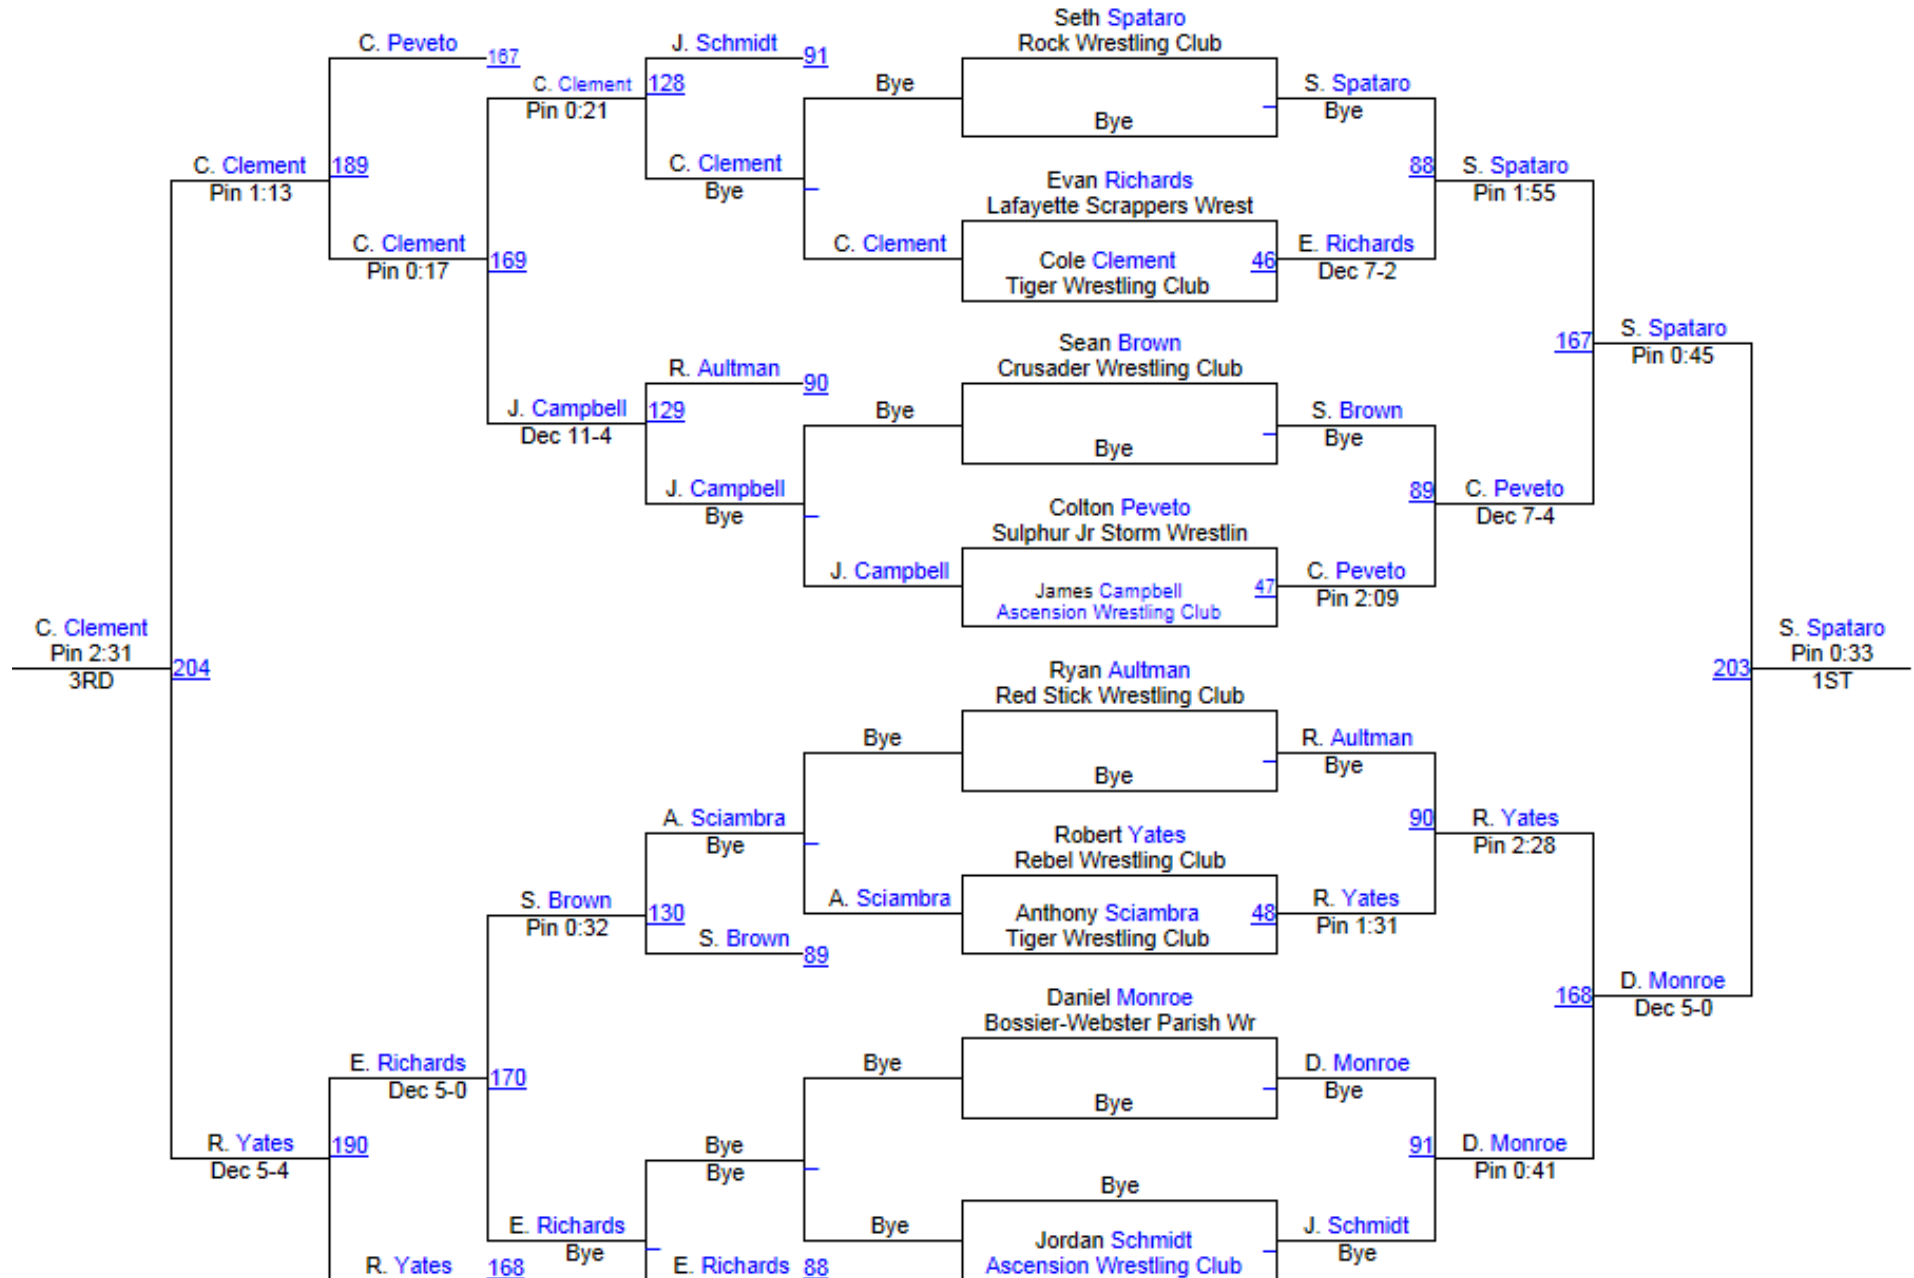 Seth Spataro
C. Peveto
J. Schmidt
Rock Wrestling Club
167
91
C. Clement
128
Bye
S. Spataro
Pin 0:21
Bye
Bye
C. Clement
C. Clement
189
88
S. Spataro
Pin 1:13
Bye
Evan Richards
Pin 1:55
Lafayette Scrappers Wrest
C. Clement
C. Clement
E. Richards
Pin 0:17
169
Cole Clement
46
Dec 7-2
Tiger Wrestling Club
Sean Brown
167
S. Spataro
R. Aultman
90
Crusader Wrestling Club
Pin 0:45
J. Campbell
129
Bye
S. Brown
Dec 11-4
Bye
Bye
J. Campbell
89
C. Peveto
Bye
Colton Peveto
Dec 7-4
Sulphur Jr Storm Wrestlin
J. Campbell
C. Peveto
James Campbell
47
Pin 2:09
Ascension Wrestling Club
C. Clement
S. Spataro
Pin 2:31
Pin 0:33
204
Ryan Aultman
203
3RD
Red Stick Wrestling Club
1ST
Bye
R. Aultman
Bye
Bye
A. Sciambra
90
R. Yates
Bye
Robert Yates
Pin 2:28
Rebel Wrestling Club
S. Brown
A. Sciambra
R. Yates
Pin 0:32
130
Anthony Sciambra
48
Pin 1:31
S. Brown
89
Tiger Wrestling Club
D. Monroe
Daniel Monroe
168
Dec 5-0
Bossier-Webster Parish Wr
E. Richards
170
Bye
D. Monroe
Dec 5-0
Bye
Bye
R. Yates
190
Bye
91
D. Monroe
Dec 5-4
Bye
Pin 0:41
Bye
E. Richards
Bye
Jordan Schmidt
J. Schmidt
Bye
Bye
R. Yates
168
E. Richards
88
Ascension Wrestling Club